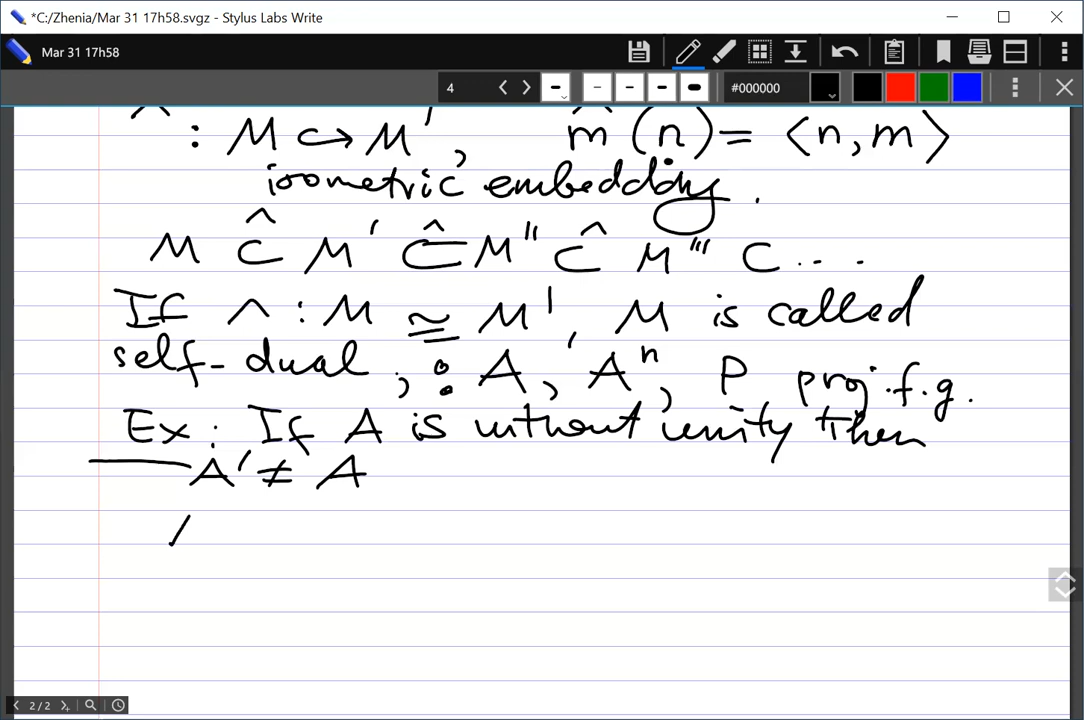 *C:/Zhenia/Mar 31 17h58.svgz - Stylus Labs Write
Mar 31 17h58
4
#000000
^ : M ↪ M', m̂(n) = ⟨n, m⟩
isometric embedding.
M ⊂̂ M' ⊂̂ M'' ⊂̂ M''' ⊂ ...
If ∧ : M ≅ M', M is called
self-dual, : A, A^n, P proj. f. g.
Ex: If A is without unity then
A' ≠ A
2/2